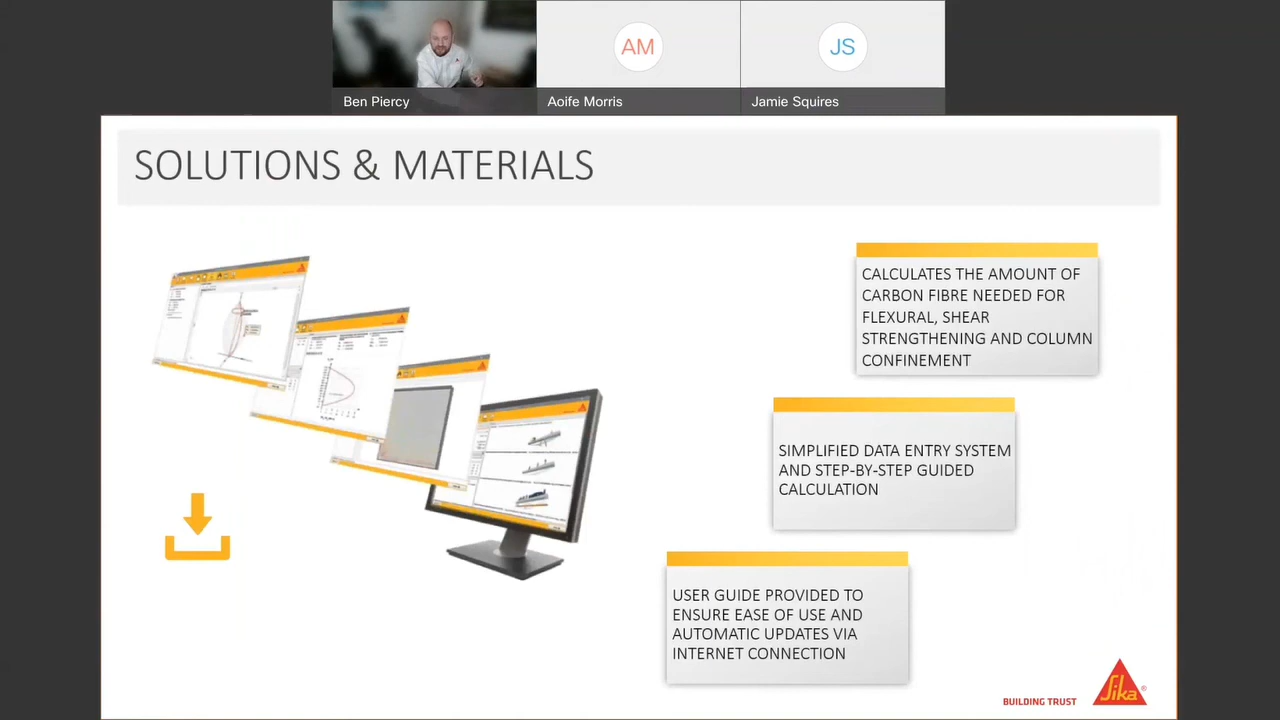 AM
JS
Ben Piercy
Aoife Morris
Jamie Squires
SOLUTIONS & MATERIALS
CALCULATES THE AMOUNT OF
CARBON FIBRE NEEDED FOR
FLEXURAL, SHEAR
STRENGTHENING AND COLUMN
CONFINEMENT
SIMPLIFIED DATA ENTRY SYSTEM
AND STEP-BY-STEP GUIDED
CALCULATION
USER GUIDE PROVIDED TO
ENSURE EASE OF USE AND
AUTOMATIC UPDATES VIA
INTERNET CONNECTION
BUILDING TRUST
Sika®